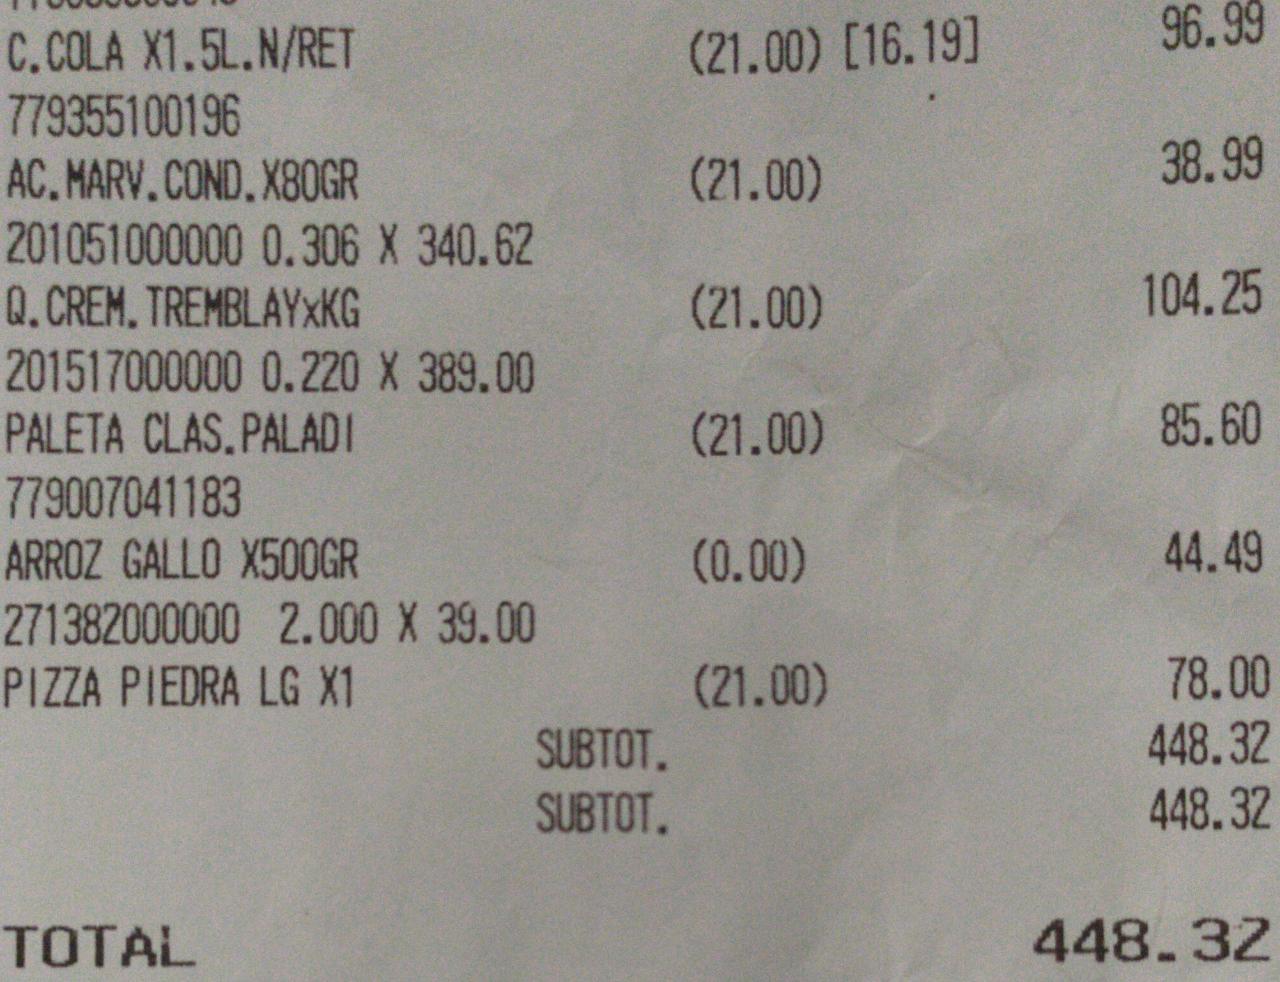 C.COLA X1.5L.N/RET (21.00) [16.19] 96.99
779355100196
AC.MARV.COND.X80GR (21.00) 38.99
201051000000 0.306 X 340.62
Q.CREM.TREMBLAYxKG (21.00) 104.25
201517000000 0.220 X 389.00
PALETA CLAS.PALADI (21.00) 85.60
779007041183
ARROZ GALLO X500GR (0.00) 44.49
271382000000 2.000 X 39.00
PIZZA PIEDRA LG X1 (21.00) 78.00
SUBTOT. 448.32
SUBTOT. 448.32
TOTAL 448.32